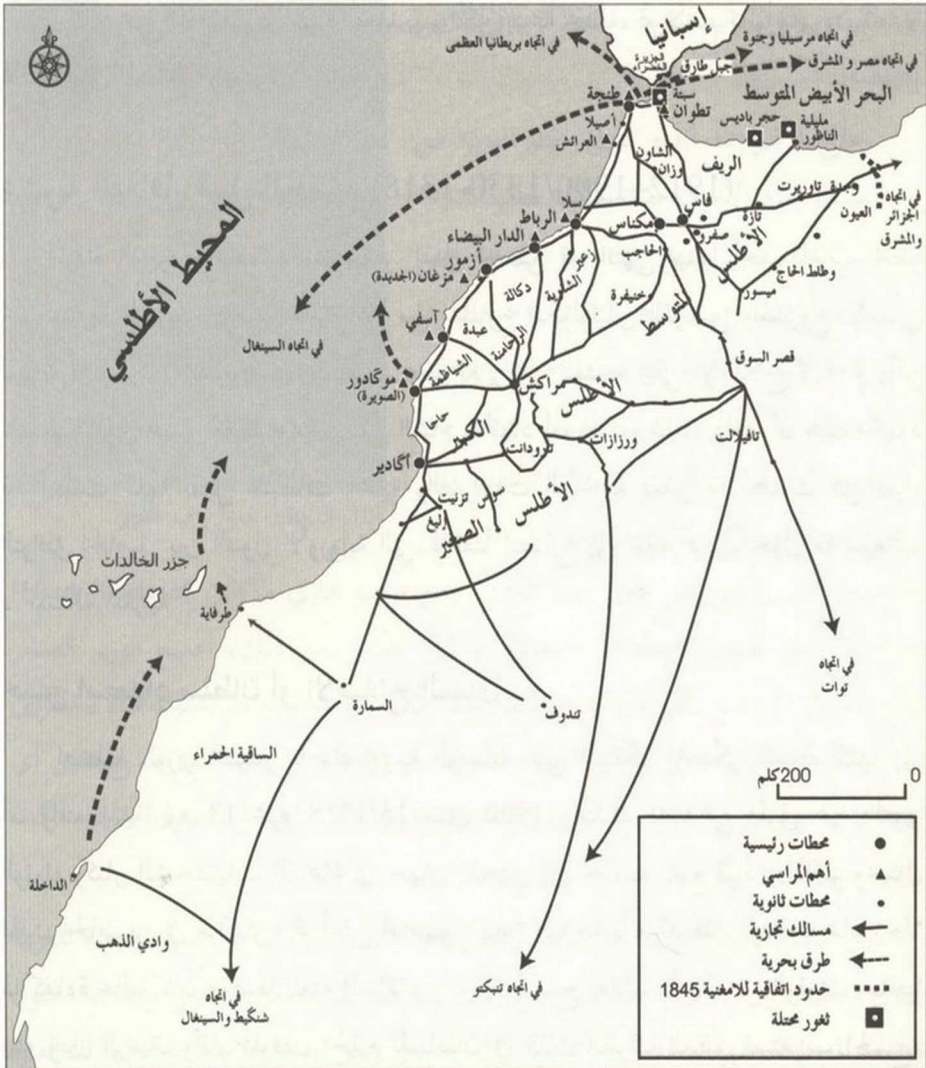 إسبانيا
في اتجاه بريطانيا العظمى
في اتجاه مرسيليا وجنوة
في اتجاه مصر و المشرق
جبل طارق
البحر الأبيض المتوسط
طنجة
سبتة
تطوان
أصيلا
العرائش
حجر باديس
مليلية
الناظور
الشاون
وزان
الريف
وجدة
تاوريرت
العيون
في اتجاه
الجزائر
والمشرق
المحيط الأطلسي
سلا
الرباط
الدار البيضاء
أزمور
مزغان (الجديدة)
مكناس
فاس
صفرو
تازة
الحاجب
زعير
الشاوية
دكالة
خنيفرة
الأطلس
المتوسط
وطاط الحاج
ميسور
في اتجاه السينغال
آسفي
عبدة
الرحامنة
الشياظمة
موگادور
(الصويرة)
مراكش
الأطلس
قصر السوق
حاحا
الكبير
تارودانت
ورزازات
تافيلالت
أگادير
سوس
تزنيت
الأطلس
الصغير
جزر الخالدات
طرفاية
السمارة
تندوف
في اتجاه
توات
الساقية الحمراء
الداخلة
وادي الذهب
في اتجاه
شنگيط والسينغال
في اتجاه تنبكتو
200كلم
0
محطات رئيسية
أهم المراسي
محطات ثانوية
مسالك تجارية
طرق بحرية
حدود اتفاقية للامغنية 1845
ثغور محتلة